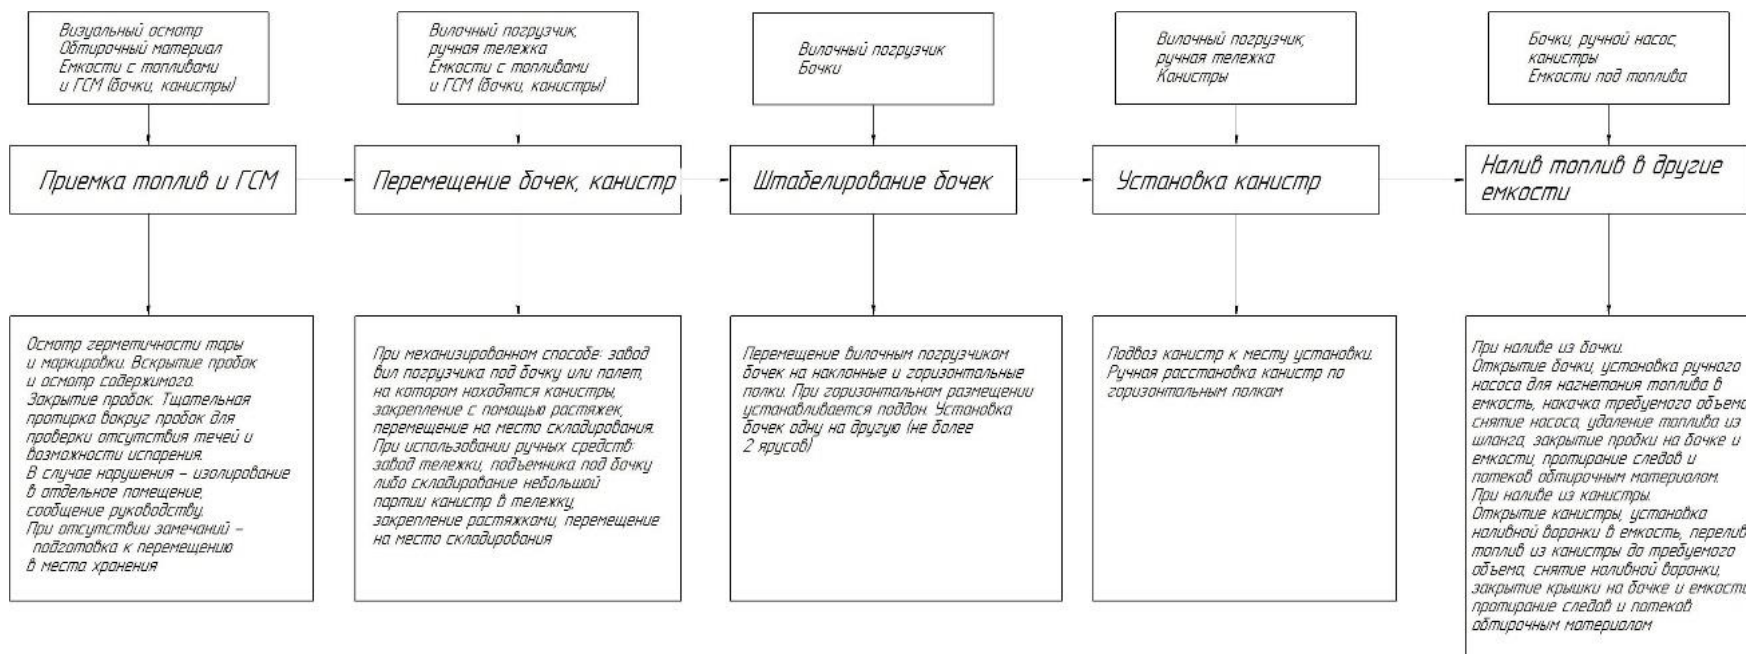 Визуальный осмотр
Обтирочный материал
Емкости с топливами
и ГСМ (бочки, канистры)
Вилочный погрузчик,
ручная тележка
Емкости с топливами
и ГСМ (бочки, канистры)
Вилочный погрузчик
Бочки
Вилочный погрузчик,
ручная тележка
Канистры
Бочки, ручной насос,
канистры
Емкости под топлива
Приемка топлив и ГСМ
Перемещение бочек, канистр
Штабелирование бочек
Установка канистр
Налив топлив в другие
емкости
Осмотр герметичности тары
и маркировки. Вскрытие пробок
и осмотр содержимого.
Закрытие пробок. Тщательная
протирка вокруг пробок для
проверки отсутствия течей и
возможности испарения.
В случае нарушения – изолирование
в отдельное помещение,
сообщение руководству.
При отсутствии замечаний –
подготовка к перемещению
в места хранения
При механизированном способе: завод
вил погрузчика под бочку или палет,
на котором находятся канистры,
закрепление с помощью растяжек,
перемещение на место складирования.
При использовании ручных средств:
завод тележки, подъемника под бочку
либо складирование небольшой
партии канистр в тележку,
закрепление растяжками, перемещение
на место складирования
Перемещение вилочным погрузчиком
бочек на наклонные и горизонтальные
полки. При горизонтальном размещении
устанавливается поддон. Установка
бочек одну на другую (не более
2 ярусов)
Подвоз канистр к месту установки.
Ручная расстановка канистр по
горизонтальным полкам
При наливе из бочки.
Открытие бочки, установка ручного
насоса для нагнетания топлива в
емкость, накачка требуемого объема,
снятие насоса, удаление топлива из
шланга, закрытие пробки на бочке и
емкости, протирание следов и
потеков обтирочным материалом.
При наливе из канистры.
Открытие канистры, установка
наливной воронки в емкость, перелив
топлив из канистры до требуемого
объема, снятие наливной воронки,
закрытие крышки на бочке и емкости,
протирание следов и потеков
обтирочным материалом